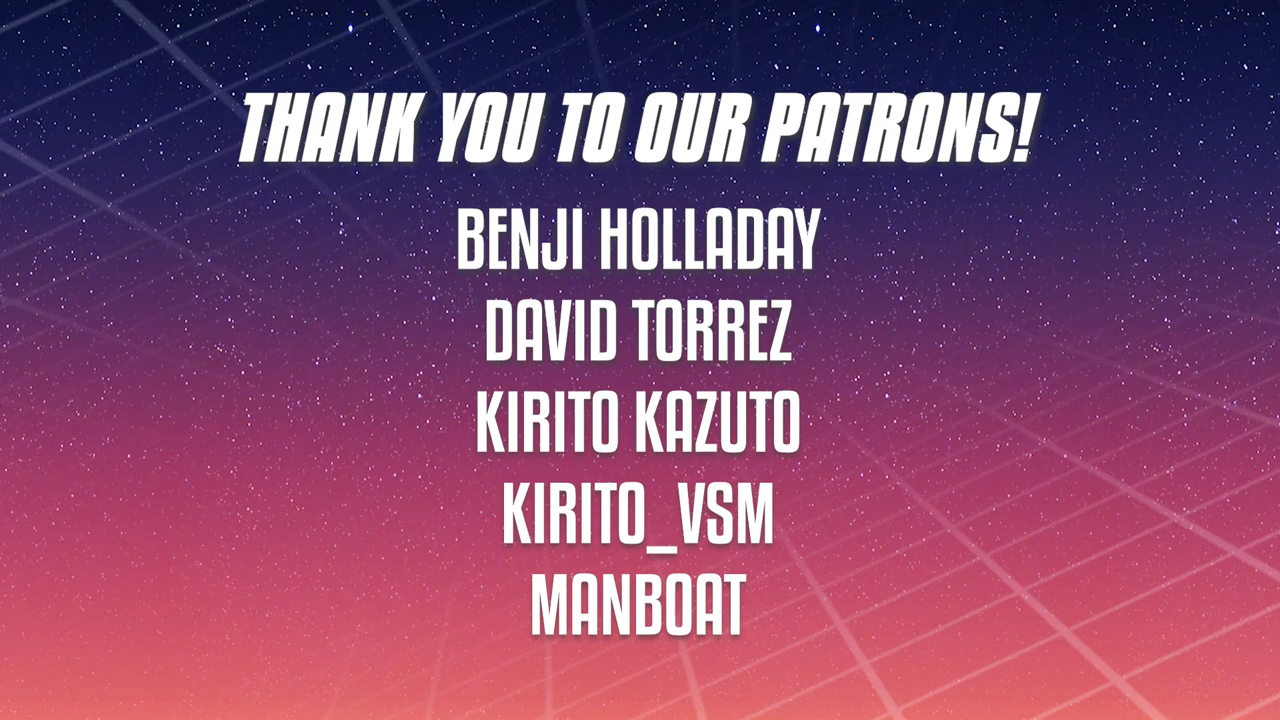 THANK YOU TO OUR PATRONS!
BENJI HOLLADAY
DAVID TORREZ
KIRITO KAZUTO
KIRITO_VSM
MANBOAT